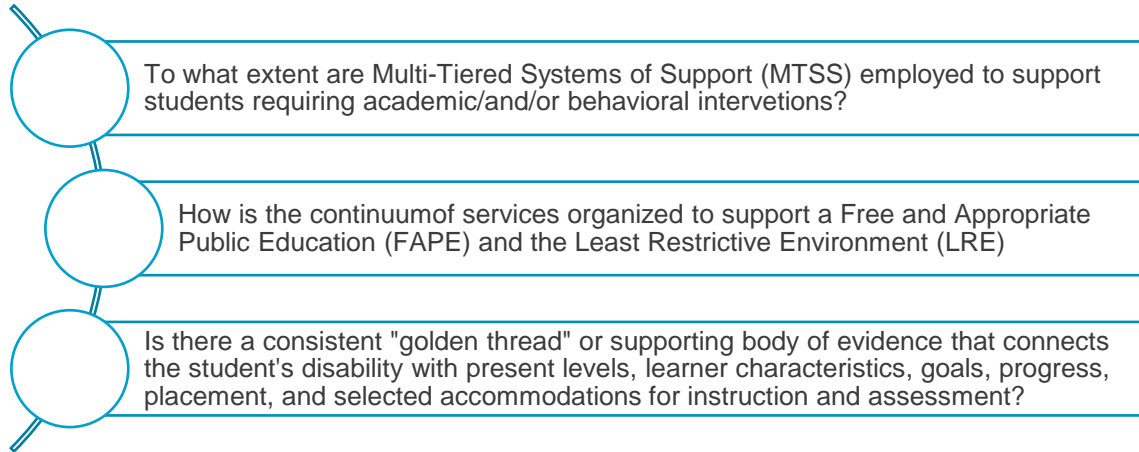 To what extent are Multi-Tiered Systems of Support (MTSS) employed to support
students requiring academic/and/or behavioral intervetions?
How is the continuumof services organized to support a Free and Appropriate
Public Education (FAPE) and the Least Restrictive Environment (LRE)
Is there a consistent "golden thread" or supporting body of evidence that connects
the student's disability with present levels, learner characteristics, goals, progress,
placement, and selected accommodations for instruction and assessment?